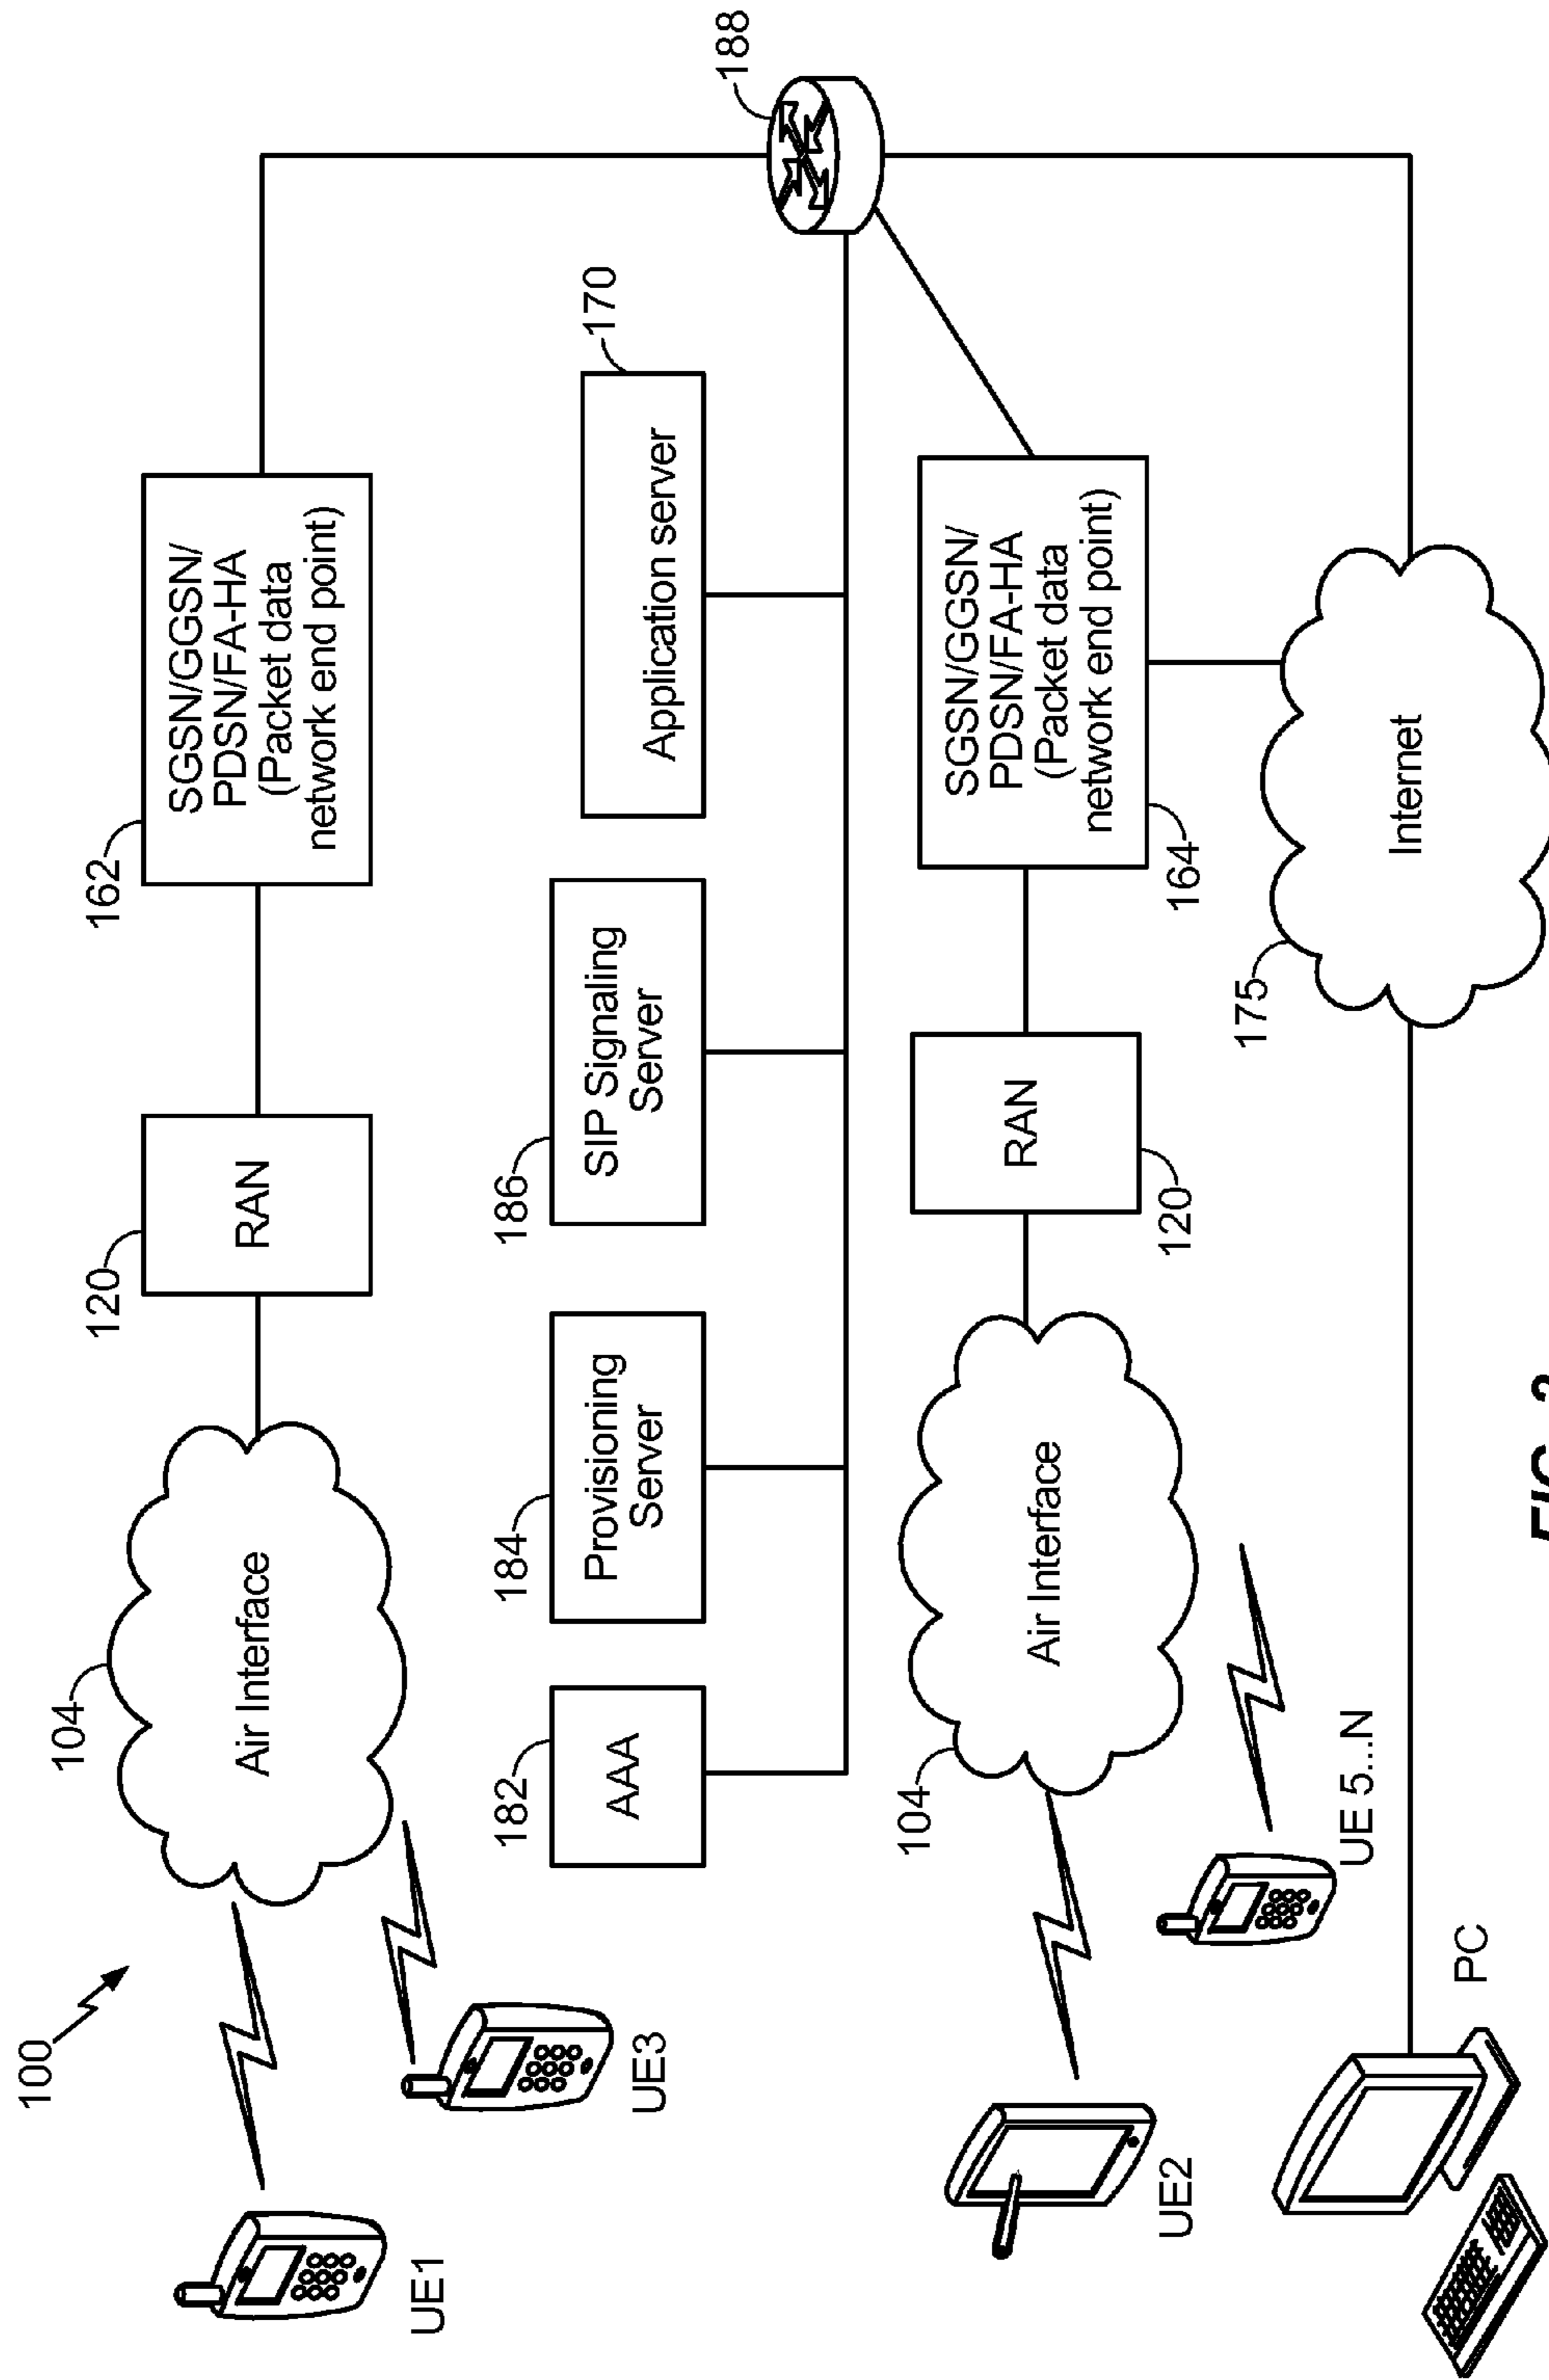 100
104
Air Interface
120
RAN
162
SGSN/GGSN/
PDSN/FA-HA
(Packet data
network end point)
UE1
UE3
182
AAA
184
Provisioning
Server
186
SIP Signaling
Server
170
Application server
188
104
Air Interface
RAN
120
SGSN/GGSN/
PDSN/FA-HA
(Packet data
network end point)
164
UE2
UE 5...N
175
Internet
PC